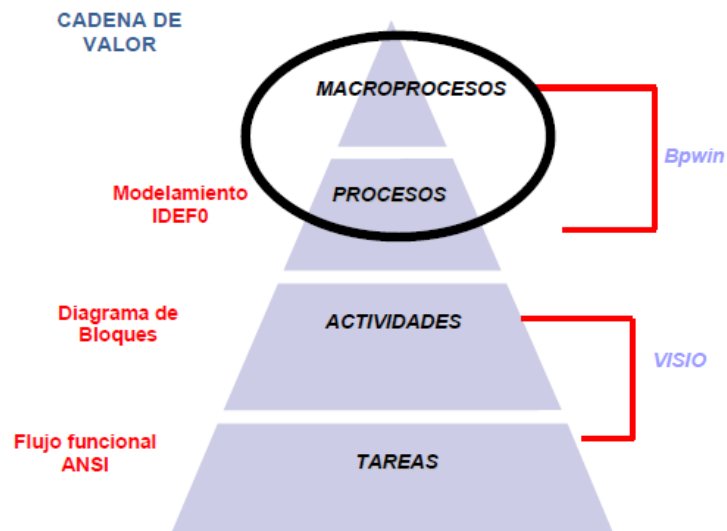 CADENA DE
VALOR
MACROPROCESOS
Bpwin
Modelamiento
IDEF0
PROCESOS
Diagrama de
Bloques
ACTIVIDADES
VISIO
Flujo funcional
ANSI
TAREAS